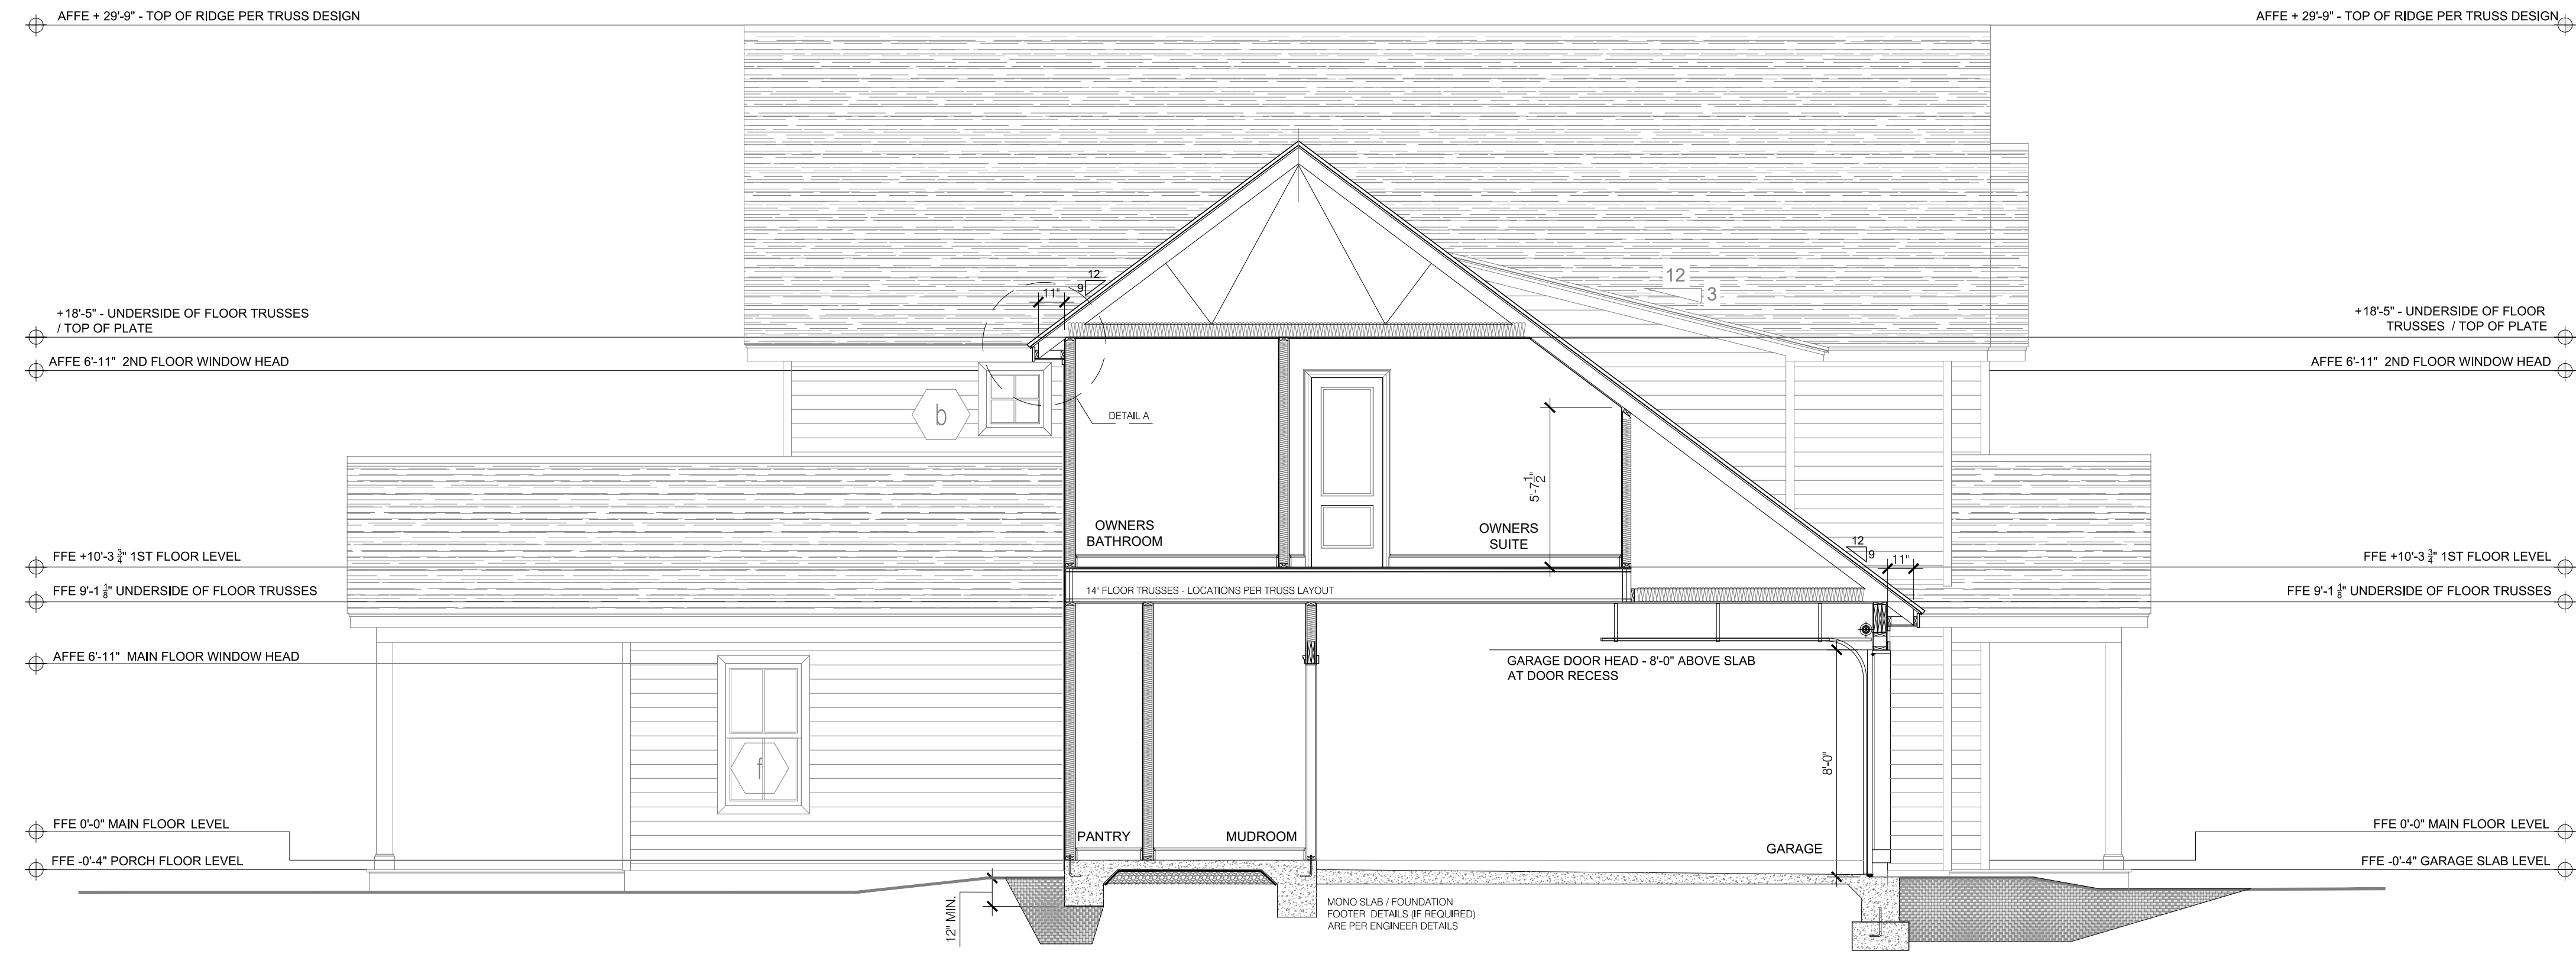 AFFE + 29'-9" - TOP OF RIDGE PER TRUSS DESIGN
AFFE + 29'-9" - TOP OF RIDGE PER TRUSS DESIGN
12
9
11"
12
3
+18'-5" - UNDERSIDE OF FLOOR TRUSSES
/ TOP OF PLATE
+18'-5" - UNDERSIDE OF FLOOR
TRUSSES / TOP OF PLATE
AFFE 6'-11" 2ND FLOOR WINDOW HEAD
AFFE 6'-11" 2ND FLOOR WINDOW HEAD
b
DETAIL A
5'-7 1/2"
OWNERS
BATHROOM
OWNERS
SUITE
12
9
11"
FFE +10'-3 3/4" 1ST FLOOR LEVEL
FFE +10'-3 3/4" 1ST FLOOR LEVEL
FFE 9'-1 1/8" UNDERSIDE OF FLOOR TRUSSES
14" FLOOR TRUSSES - LOCATIONS PER TRUSS LAYOUT
FFE 9'-1 1/8" UNDERSIDE OF FLOOR TRUSSES
AFFE 6'-11" MAIN FLOOR WINDOW HEAD
GARAGE DOOR HEAD - 8'-0" ABOVE SLAB
AT DOOR RECESS
f
8'-0"
FFE 0'-0" MAIN FLOOR LEVEL
PANTRY
MUDROOM
GARAGE
FFE 0'-0" MAIN FLOOR LEVEL
FFE -0'-4" PORCH FLOOR LEVEL
FFE -0'-4" GARAGE SLAB LEVEL
12" MIN.
MONO SLAB / FOUNDATION
FOOTER DETAILS (IF REQUIRED)
ARE PER ENGINEER DETAILS